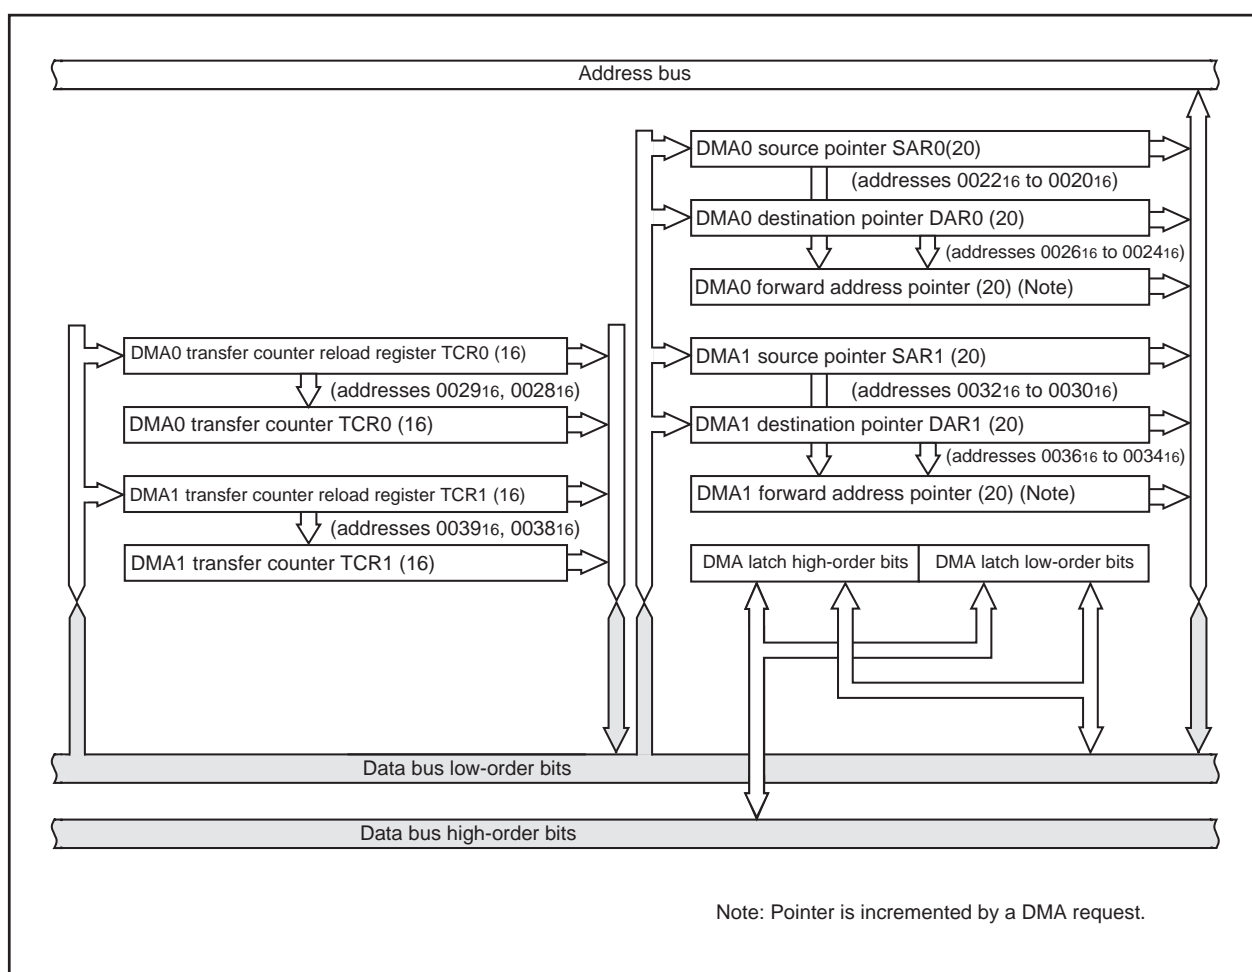 Address bus
DMA0 source pointer SAR0(20)
(addresses 002216 to 002016)
DMA0 destination pointer DAR0 (20)
(addresses 002616 to 002416)
DMA0 forward address pointer (20) (Note)
DMA0 transfer counter reload register TCR0 (16)
(addresses 002916, 002816)
DMA0 transfer counter TCR0 (16)
DMA1 transfer counter reload register TCR1 (16)
(addresses 003916, 003816)
DMA1 transfer counter TCR1 (16)
DMA1 source pointer SAR1 (20)
(addresses 003216 to 003016)
DMA1 destination pointer DAR1 (20)
(addresses 003616 to 003416)
DMA1 forward address pointer (20) (Note)
DMA latch high-order bits
DMA latch low-order bits
Data bus low-order bits
Data bus high-order bits
Note: Pointer is incremented by a DMA request.